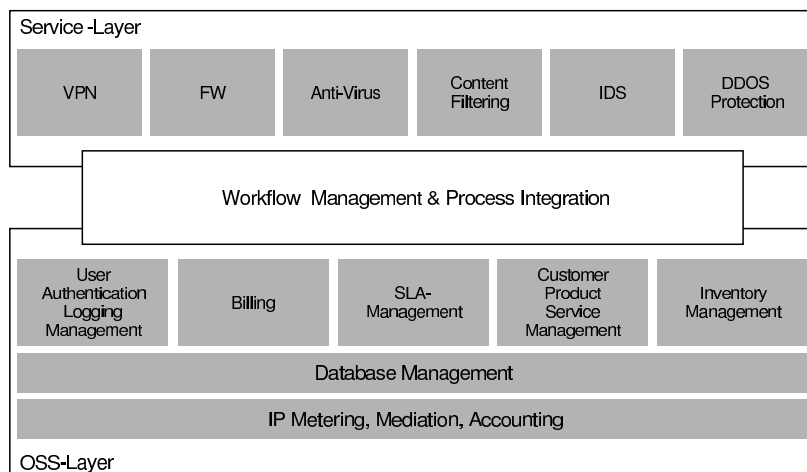 Service -Layer
VPN
FW
Anti-Virus
Content
Filtering
IDS
DDOS
Protection
Workflow Management & Process Integration
User
Authentication
Logging
Management
Billing
SLA-
Management
Customer
Product
Service
Management
Inventory
Management
Database Management
IP Metering, Mediation, Accounting
OSS-Layer